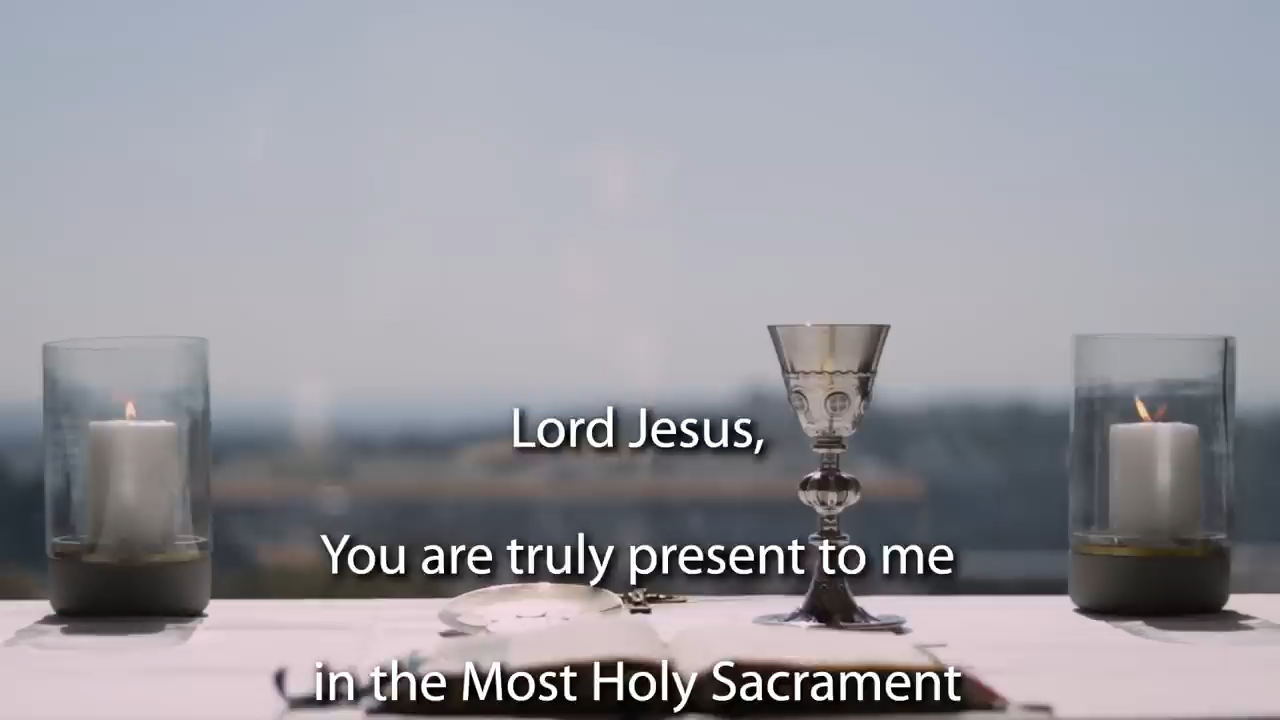 Lord Jesus,
You are truly present to me
in the Most Holy Sacrament